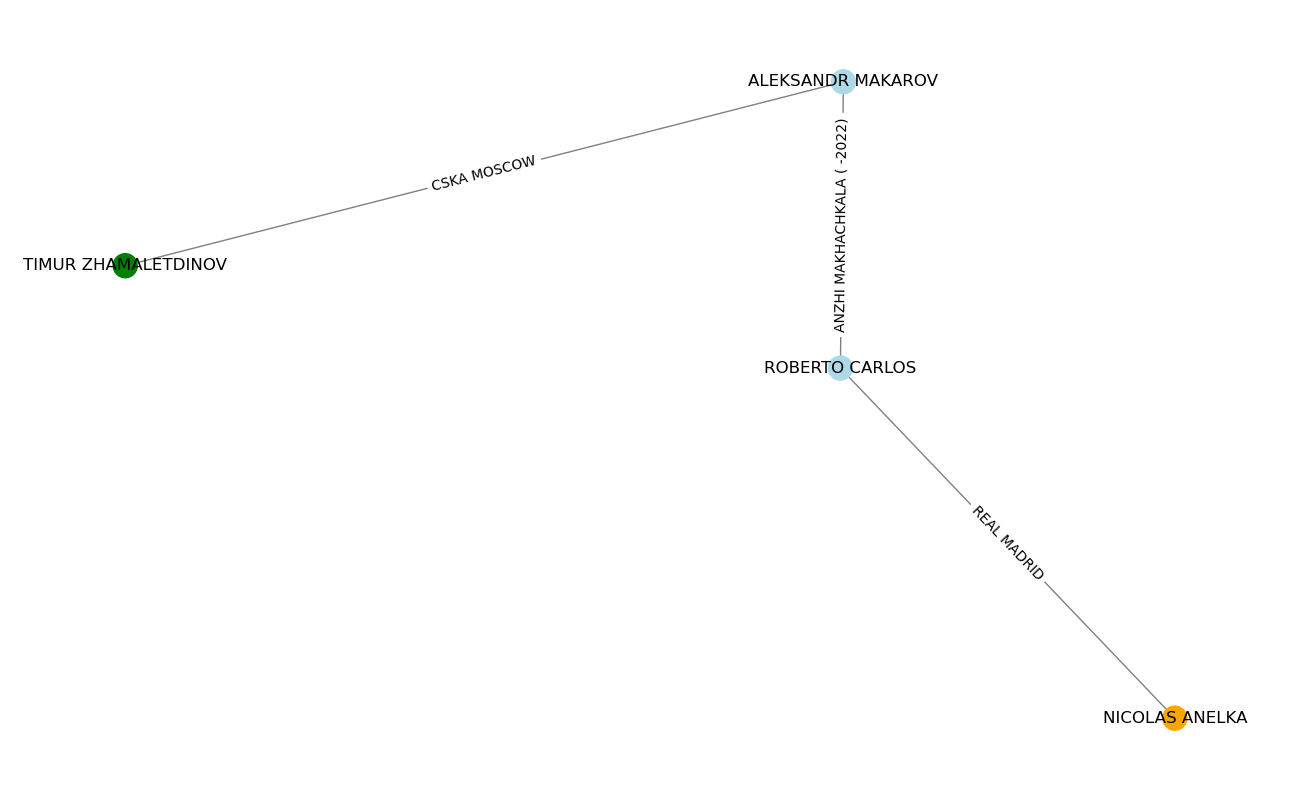 ALEKSANDR MAKAROV
CSKA MOSCOW
ANZHI MAKHACHKALA ( -2022)
TIMUR ZHAMALETDINOV
ROBERTO CARLOS
REAL MADRID
NICOLAS ANELKA